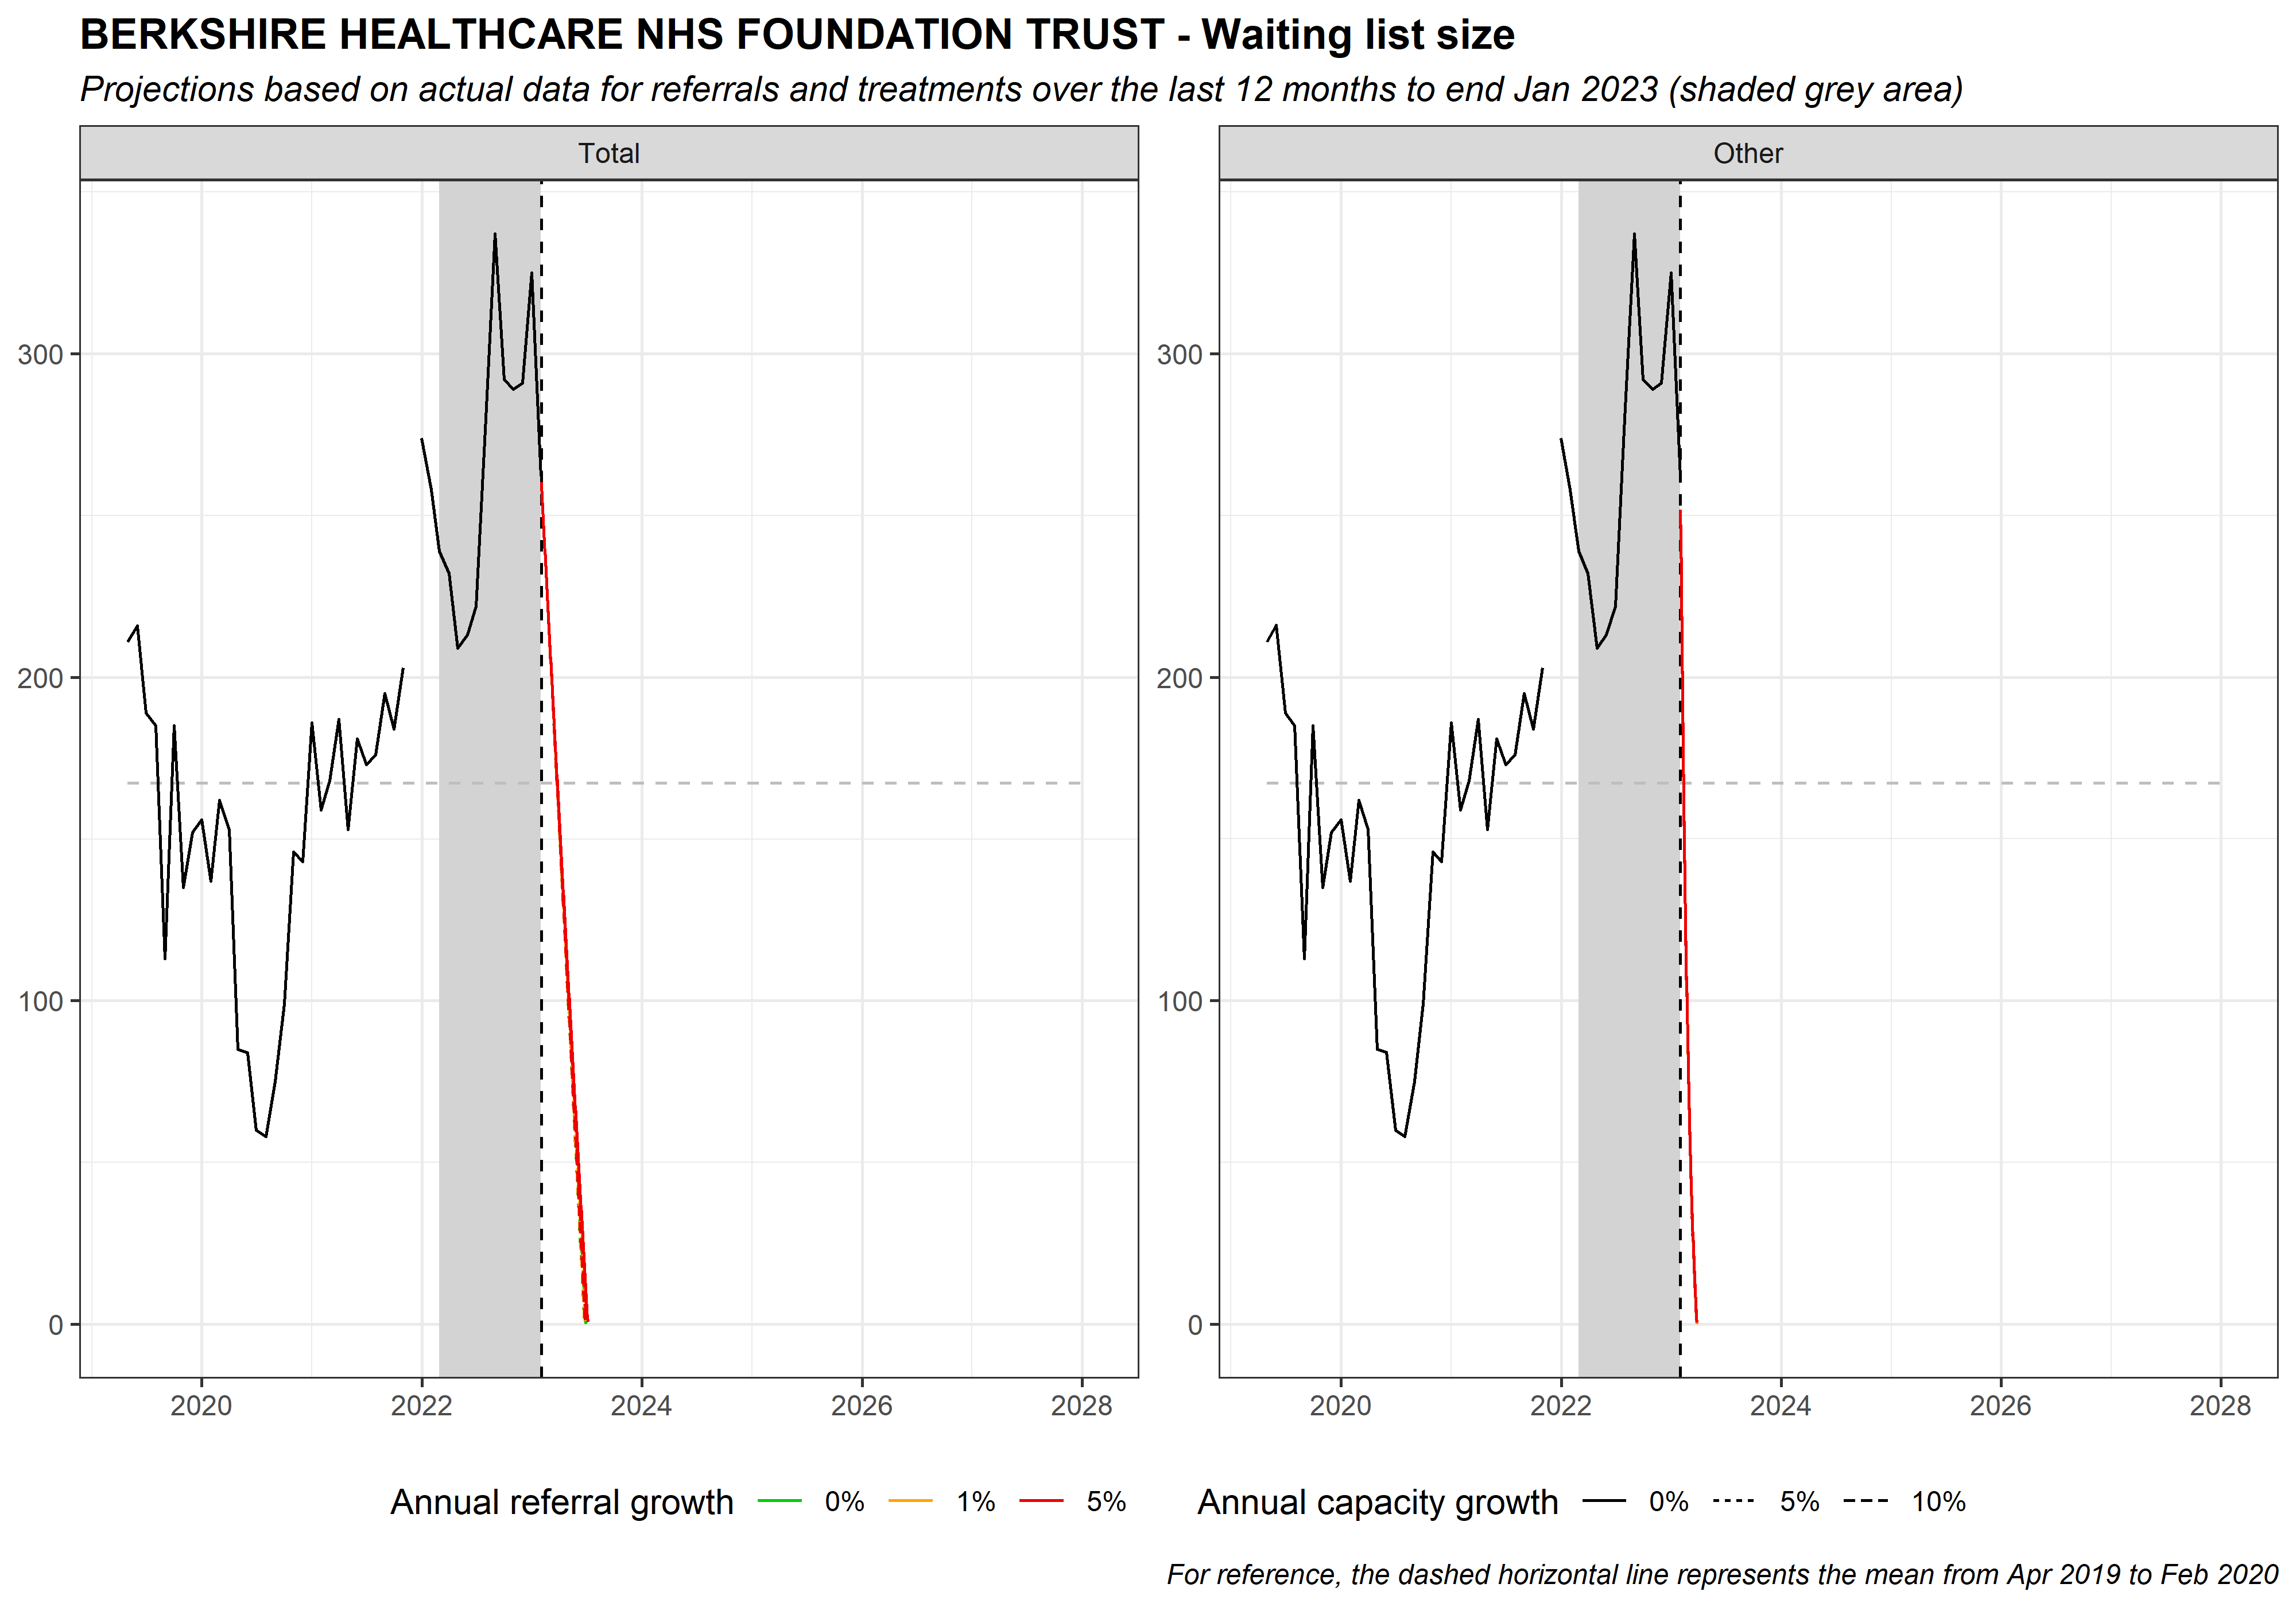 BERKSHIRE HEALTHCARE NHS FOUNDATION TRUST - Waiting list size
Projections based on actual data for referrals and treatments over the last 12 months to end Jan 2023 (shaded grey area)
Total
300
200
100
0
2020 2022 2024 2026 2028
Other
300
200
100
0
2020 2022 2024 2026 2028
Annual referral growth 0% 1% 5%
Annual capacity growth 0% 5% 10%
For reference, the dashed horizontal line represents the mean from Apr 2019 to Feb 2020